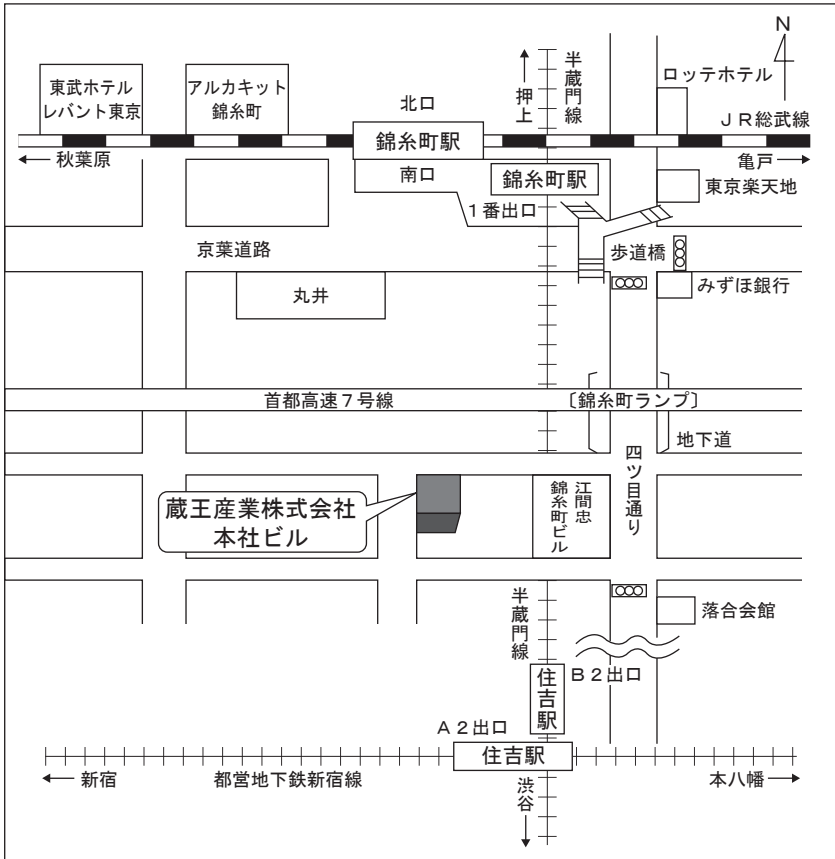 N
東武ホテル
レバント東京
アルカキット
錦糸町
北口
押上
半蔵門線
ロッテホテル
JR総武線
錦糸町駅
秋葉原
亀戸
南口
錦糸町駅
東京楽天地
1番出口
京葉道路
歩道橋
丸井
みずほ銀行
首都高速7号線
〔錦糸町ランプ〕
地下道
四ツ目通り
蔵王産業株式会社
本社ビル
江間忠
錦糸町ビル
半蔵門線
落合会館
B2出口
住吉駅
A2出口
住吉駅
新宿
都営地下鉄新宿線
本八幡
渋谷